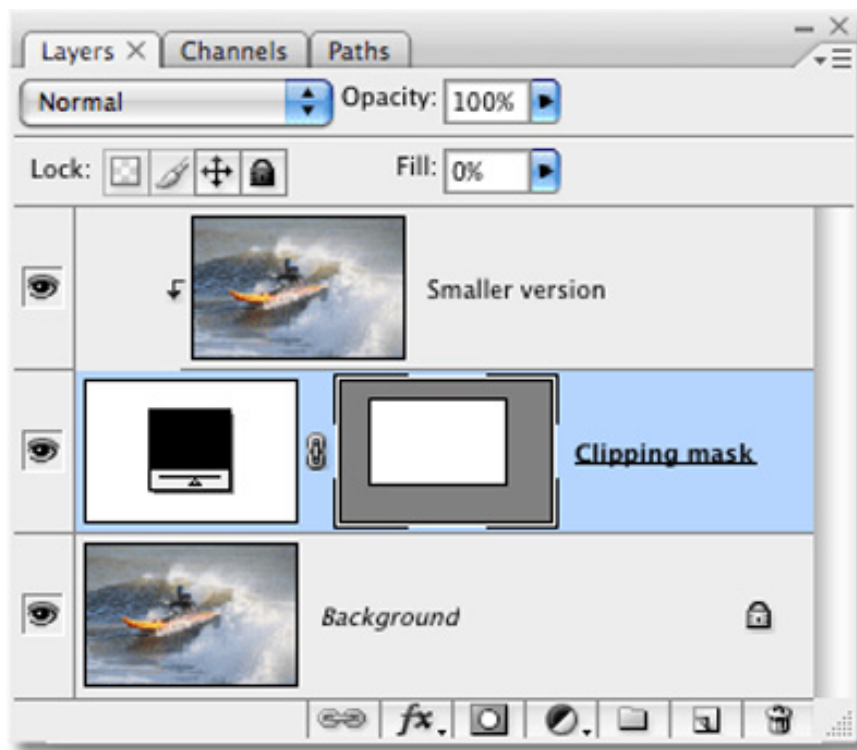 Layers Channels Paths
Normal Opacity: 100%
Lock: Fill: 0%
Smaller version
Clipping mask
Background
fx